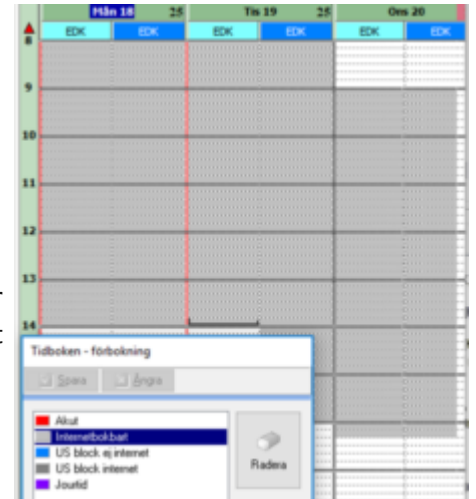 Mån 18 25 Tis 19 25 Ons 20
EDK EDK EDK EDK EDK EDK
8
9
10
11
12
13
14
Tidboken - förbokning
Spara Ångra
Akut
Internetbokbart
US block ej internet
US block internet
Jourtid
Radera